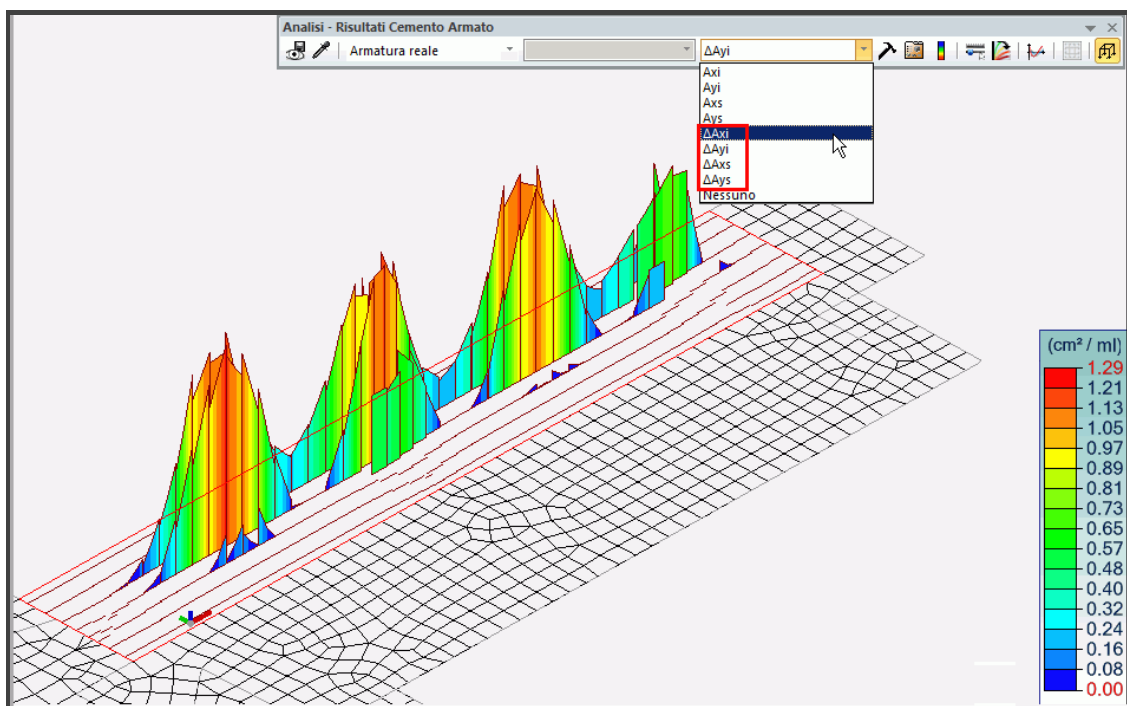 Analisi - Risultati Cemento Armato
Armatura reale
ΔAyi
Axi
Ayi
Axs
Ays
ΔAxi
ΔAyi
ΔAxs
ΔAys
Nessuno
(cm² / ml)
1.29
1.21
1.13
1.05
0.97
0.89
0.81
0.73
0.65
0.57
0.48
0.40
0.32
0.24
0.16
0.08
0.00